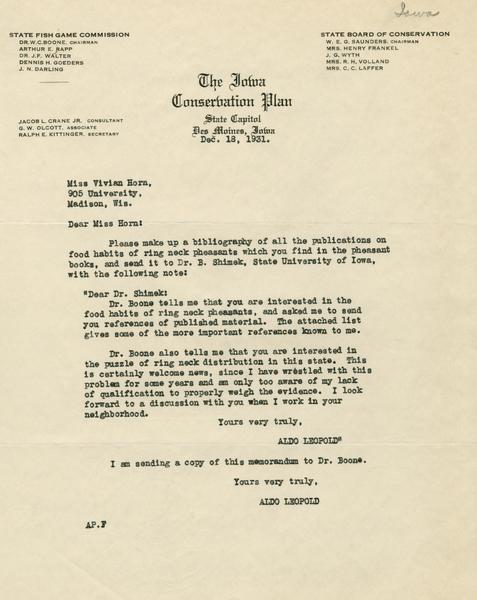 Iowa
STATE FISH GAME COMMISSION
DR. W. C. BOONE, CHAIRMAN
ARTHUR E. RAPP
DR. J. F. WALTER
DENNIS H. GOEDERS
J. N. DARLING
STATE BOARD OF CONSERVATION
W. E. G. SAUNDERS, CHAIRMAN
MRS. HENRY FRANKEL
J. G. WYTH
MRS. R. H. VOLLAND
MRS. C. C. LAFFER
The Iowa
Conservation Plan
State Capitol
Des Moines, Iowa
JACOB L. CRANE JR. CONSULTANT
G. W. OLCOTT, ASSOCIATE
RALPH E. KITTINGER, SECRETARY
Dec. 18, 1931.
Miss Vivian Horn,
905 University,
Madison, Wis.
Dear Miss Horn:
Please make up a bibliography of all the publications on
food habits of ring neck pheasants which you find in the pheasant
books, and send it to Dr. B. Shimek, State University of Iowa,
with the following note:
"Dear Dr. Shimek:
Dr. Boone tells me that you are interested in the
food habits of ring neck pheasants, and asked me to send
you references of published material. The attached list
gives some of the more important references known to me.
Dr. Boone also tells me that you are interested in
the puzzle of ring neck distribution in this state. This
is certainly welcome news, since I have wrestled with this
problem for some years and am only too aware of my lack
of qualification to properly weigh the evidence. I look
forward to a discussion with you when I work in your
neighborhood.
Yours very truly,
ALDO LEOPOLD"
I am sending a copy of this memorandum to Dr. Boone.
Yours very truly,
ALDO LEOPOLD
AP.F